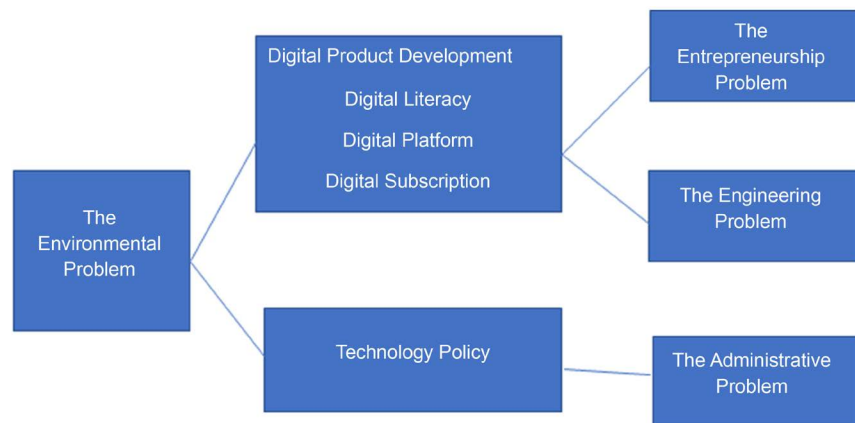 The
Environmental
Problem
Digital Product Development
Digital Literacy
Digital Platform
Digital Subscription
Technology Policy
The
Entrepreneurship
Problem
The Engineering
Problem
The Administrative
Problem